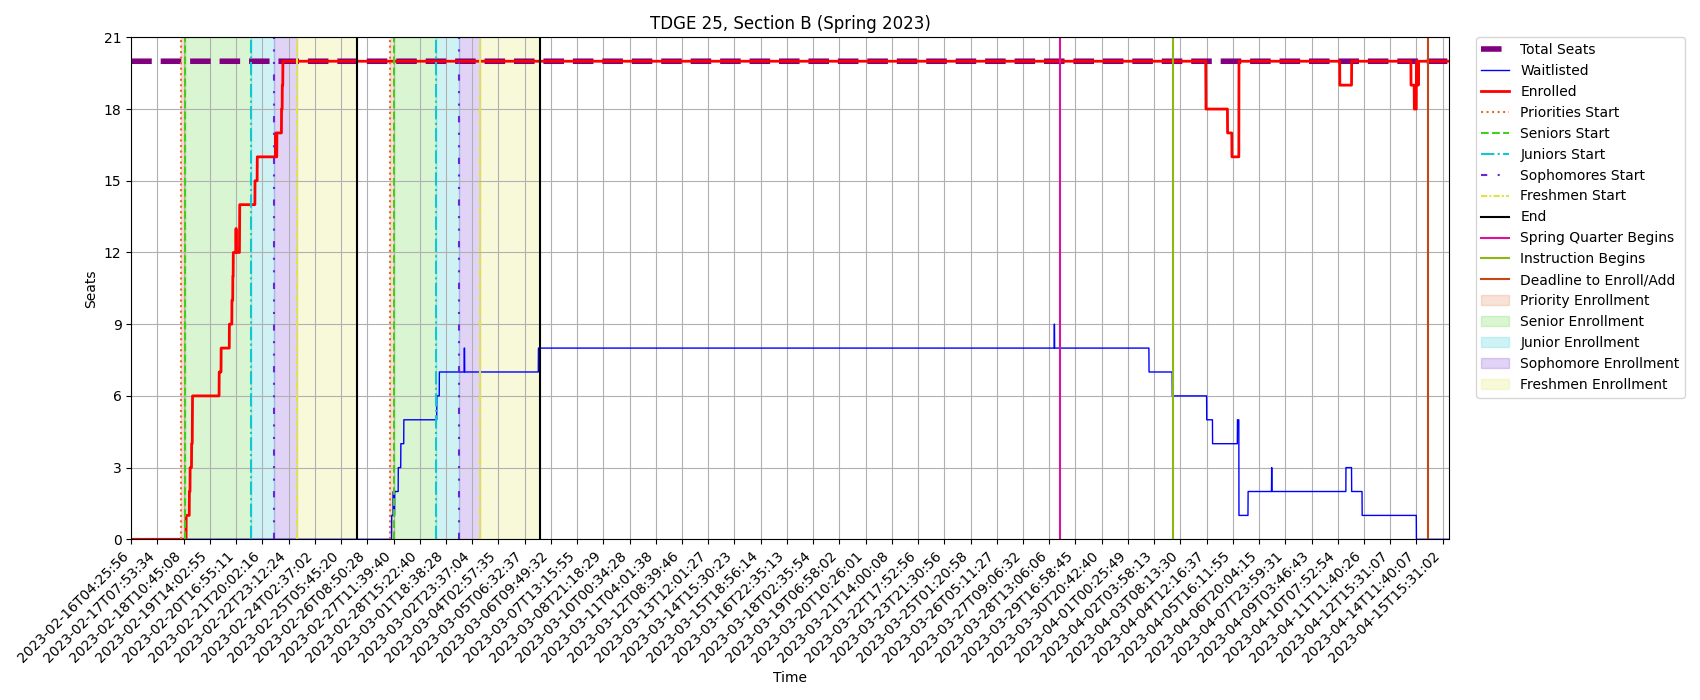 TDGE 25, Section B (Spring 2023)
21
18
15
12
9
6
3
0
Seats
Total Seats
Waitlisted
Enrolled
Priorities Start
Seniors Start
Juniors Start
Sophomores Start
Freshmen Start
End
Spring Quarter Begins
Instruction Begins
Deadline to Enroll/Add
Priority Enrollment
Senior Enrollment
Junior Enrollment
Sophomore Enrollment
Freshmen Enrollment
2023-02-16T04:25:56
2023-02-17T07:53:34
2023-02-18T10:45:08
2023-02-19T14:02:55
2023-02-20T16:55:11
2023-02-21T20:02:16
2023-02-22T23:12:24
2023-02-24T02:37:02
2023-02-25T05:45:20
2023-02-26T08:50:28
2023-02-27T11:39:40
2023-02-28T15:22:40
2023-03-01T18:38:28
2023-03-02T23:37:04
2023-03-04T02:57:35
2023-03-05T06:32:37
2023-03-06T09:49:32
2023-03-07T13:15:55
2023-03-08T21:18:29
2023-03-10T00:34:28
2023-03-11T04:01:38
2023-03-12T08:39:46
2023-03-13T12:01:27
2023-03-14T15:30:23
2023-03-15T18:56:14
2023-03-16T22:35:13
2023-03-18T02:35:54
2023-03-19T06:58:02
2023-03-20T10:26:01
2023-03-21T14:00:08
2023-03-22T17:52:56
2023-03-23T21:30:56
2023-03-25T01:20:58
2023-03-26T05:11:27
2023-03-27T09:06:32
2023-03-28T13:06:06
2023-03-29T16:58:45
2023-03-30T20:42:40
2023-04-01T00:25:49
2023-04-02T03:58:13
2023-04-03T08:13:30
2023-04-04T12:16:37
2023-04-05T16:11:55
2023-04-06T20:04:15
2023-04-07T23:59:31
2023-04-09T03:46:43
2023-04-10T07:52:54
2023-04-11T11:40:26
2023-04-12T15:31:07
2023-04-14T11:40:07
2023-04-15T15:31:02
Time